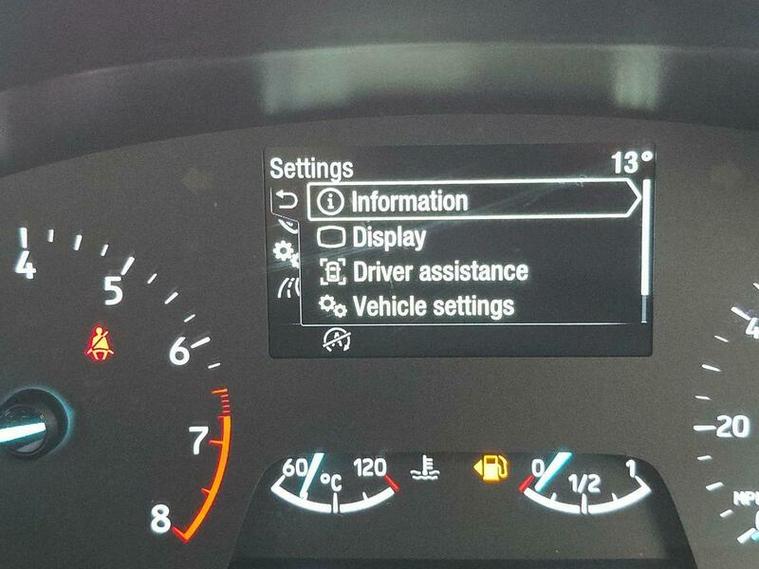 Settings 13°
Information
Display
Driver assistance
Vehicle settings
A
4
5
6
7
8
60 °C 120
0 1/2 1
20
MPH